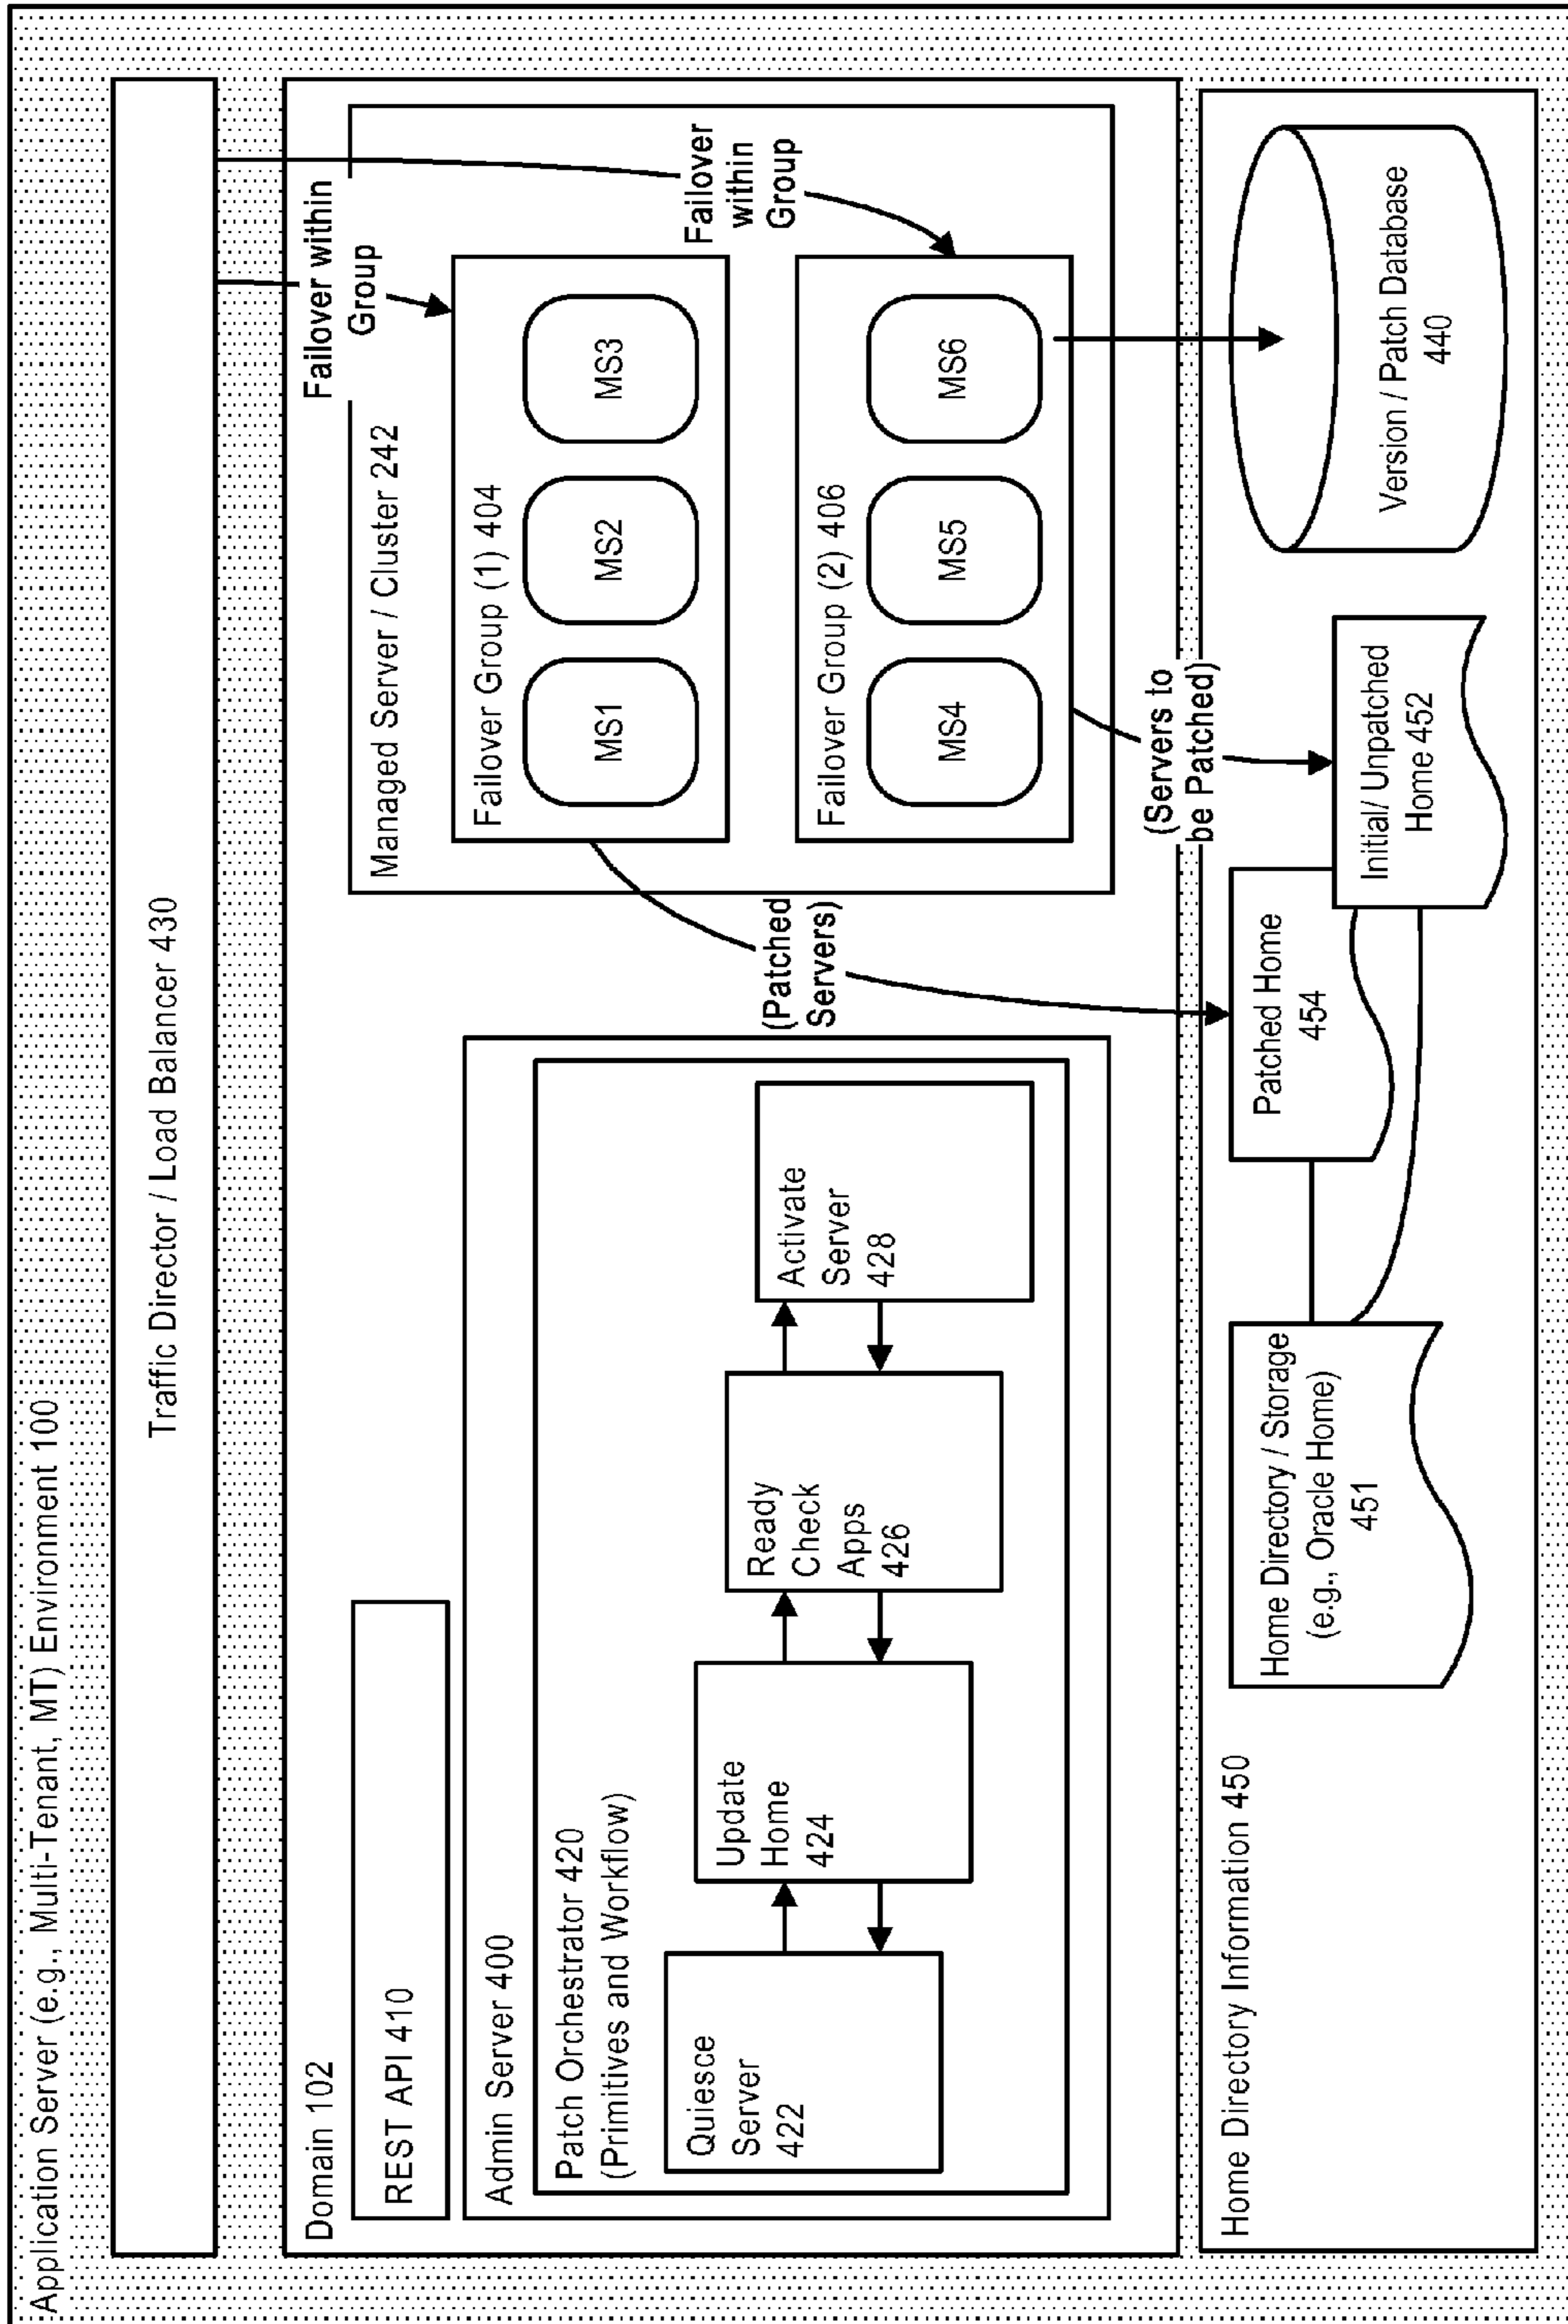 Application Server (e.g., Multi-Tenant, MT) Environment 100
Traffic Director / Load Balancer 430
Domain 102
REST API 410
Admin Server 400
Patch Orchestrator 420
(Primitives and Workflow)
Quiesce
Server
422
Update
Home
424
Ready
Check
Apps
426
Activate
Server
428
Failover within
Group
Managed Server / Cluster 242
Failover Group (1) 404
MS1
MS2
MS3
Failover
within
Group
Failover Group (2) 406
MS4
MS5
MS6
(Patched
Servers)
(Servers to
be Patched)
Home Directory Information 450
Home Directory / Storage
(e.g., Oracle Home)
451
Patched Home
454
Initial/ Unpatched
Home 452
Version / Patch Database
440